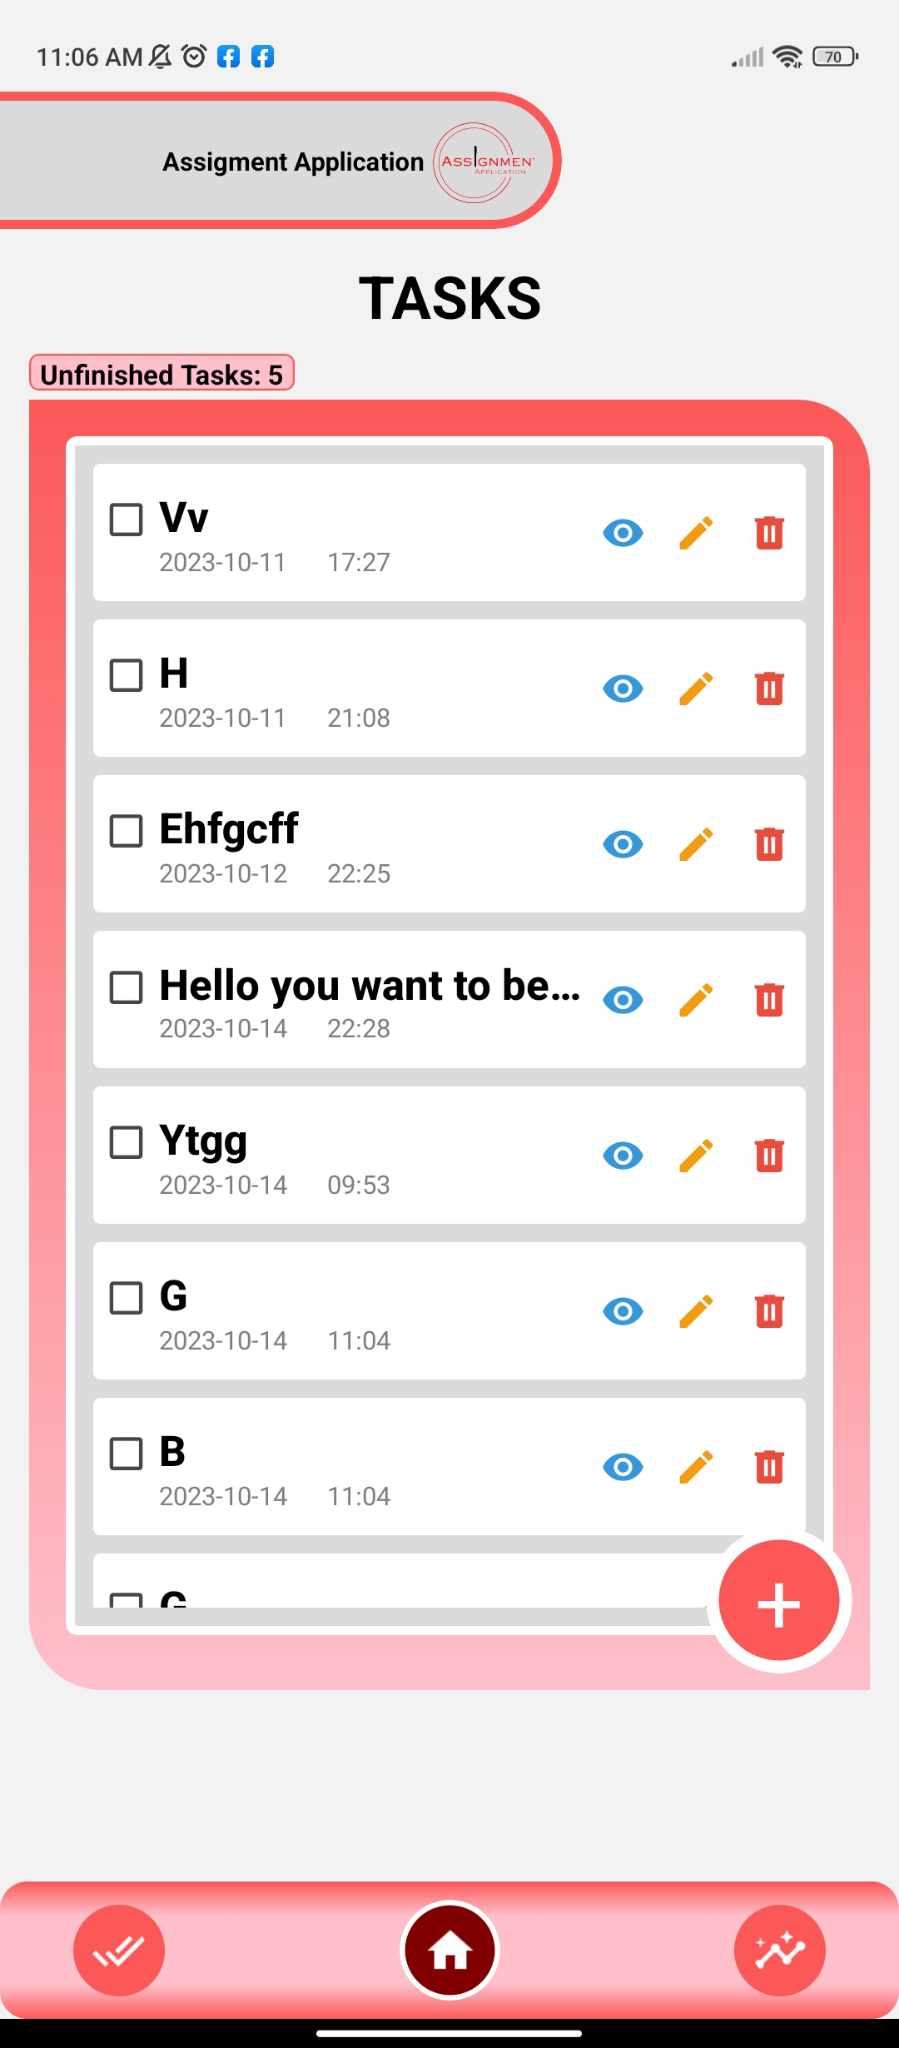 11:06 AM
70
Assigment Application
ASSIGNMEN
APPLICATION
TASKS
Unfinished Tasks: 5
Vv
2023-10-11 17:27
H
2023-10-11 21:08
Ehfgcff
2023-10-12 22:25
Hello you want to be...
2023-10-14 22:28
Ytgg
2023-10-14 09:53
G
2023-10-14 11:04
B
2023-10-14 11:04